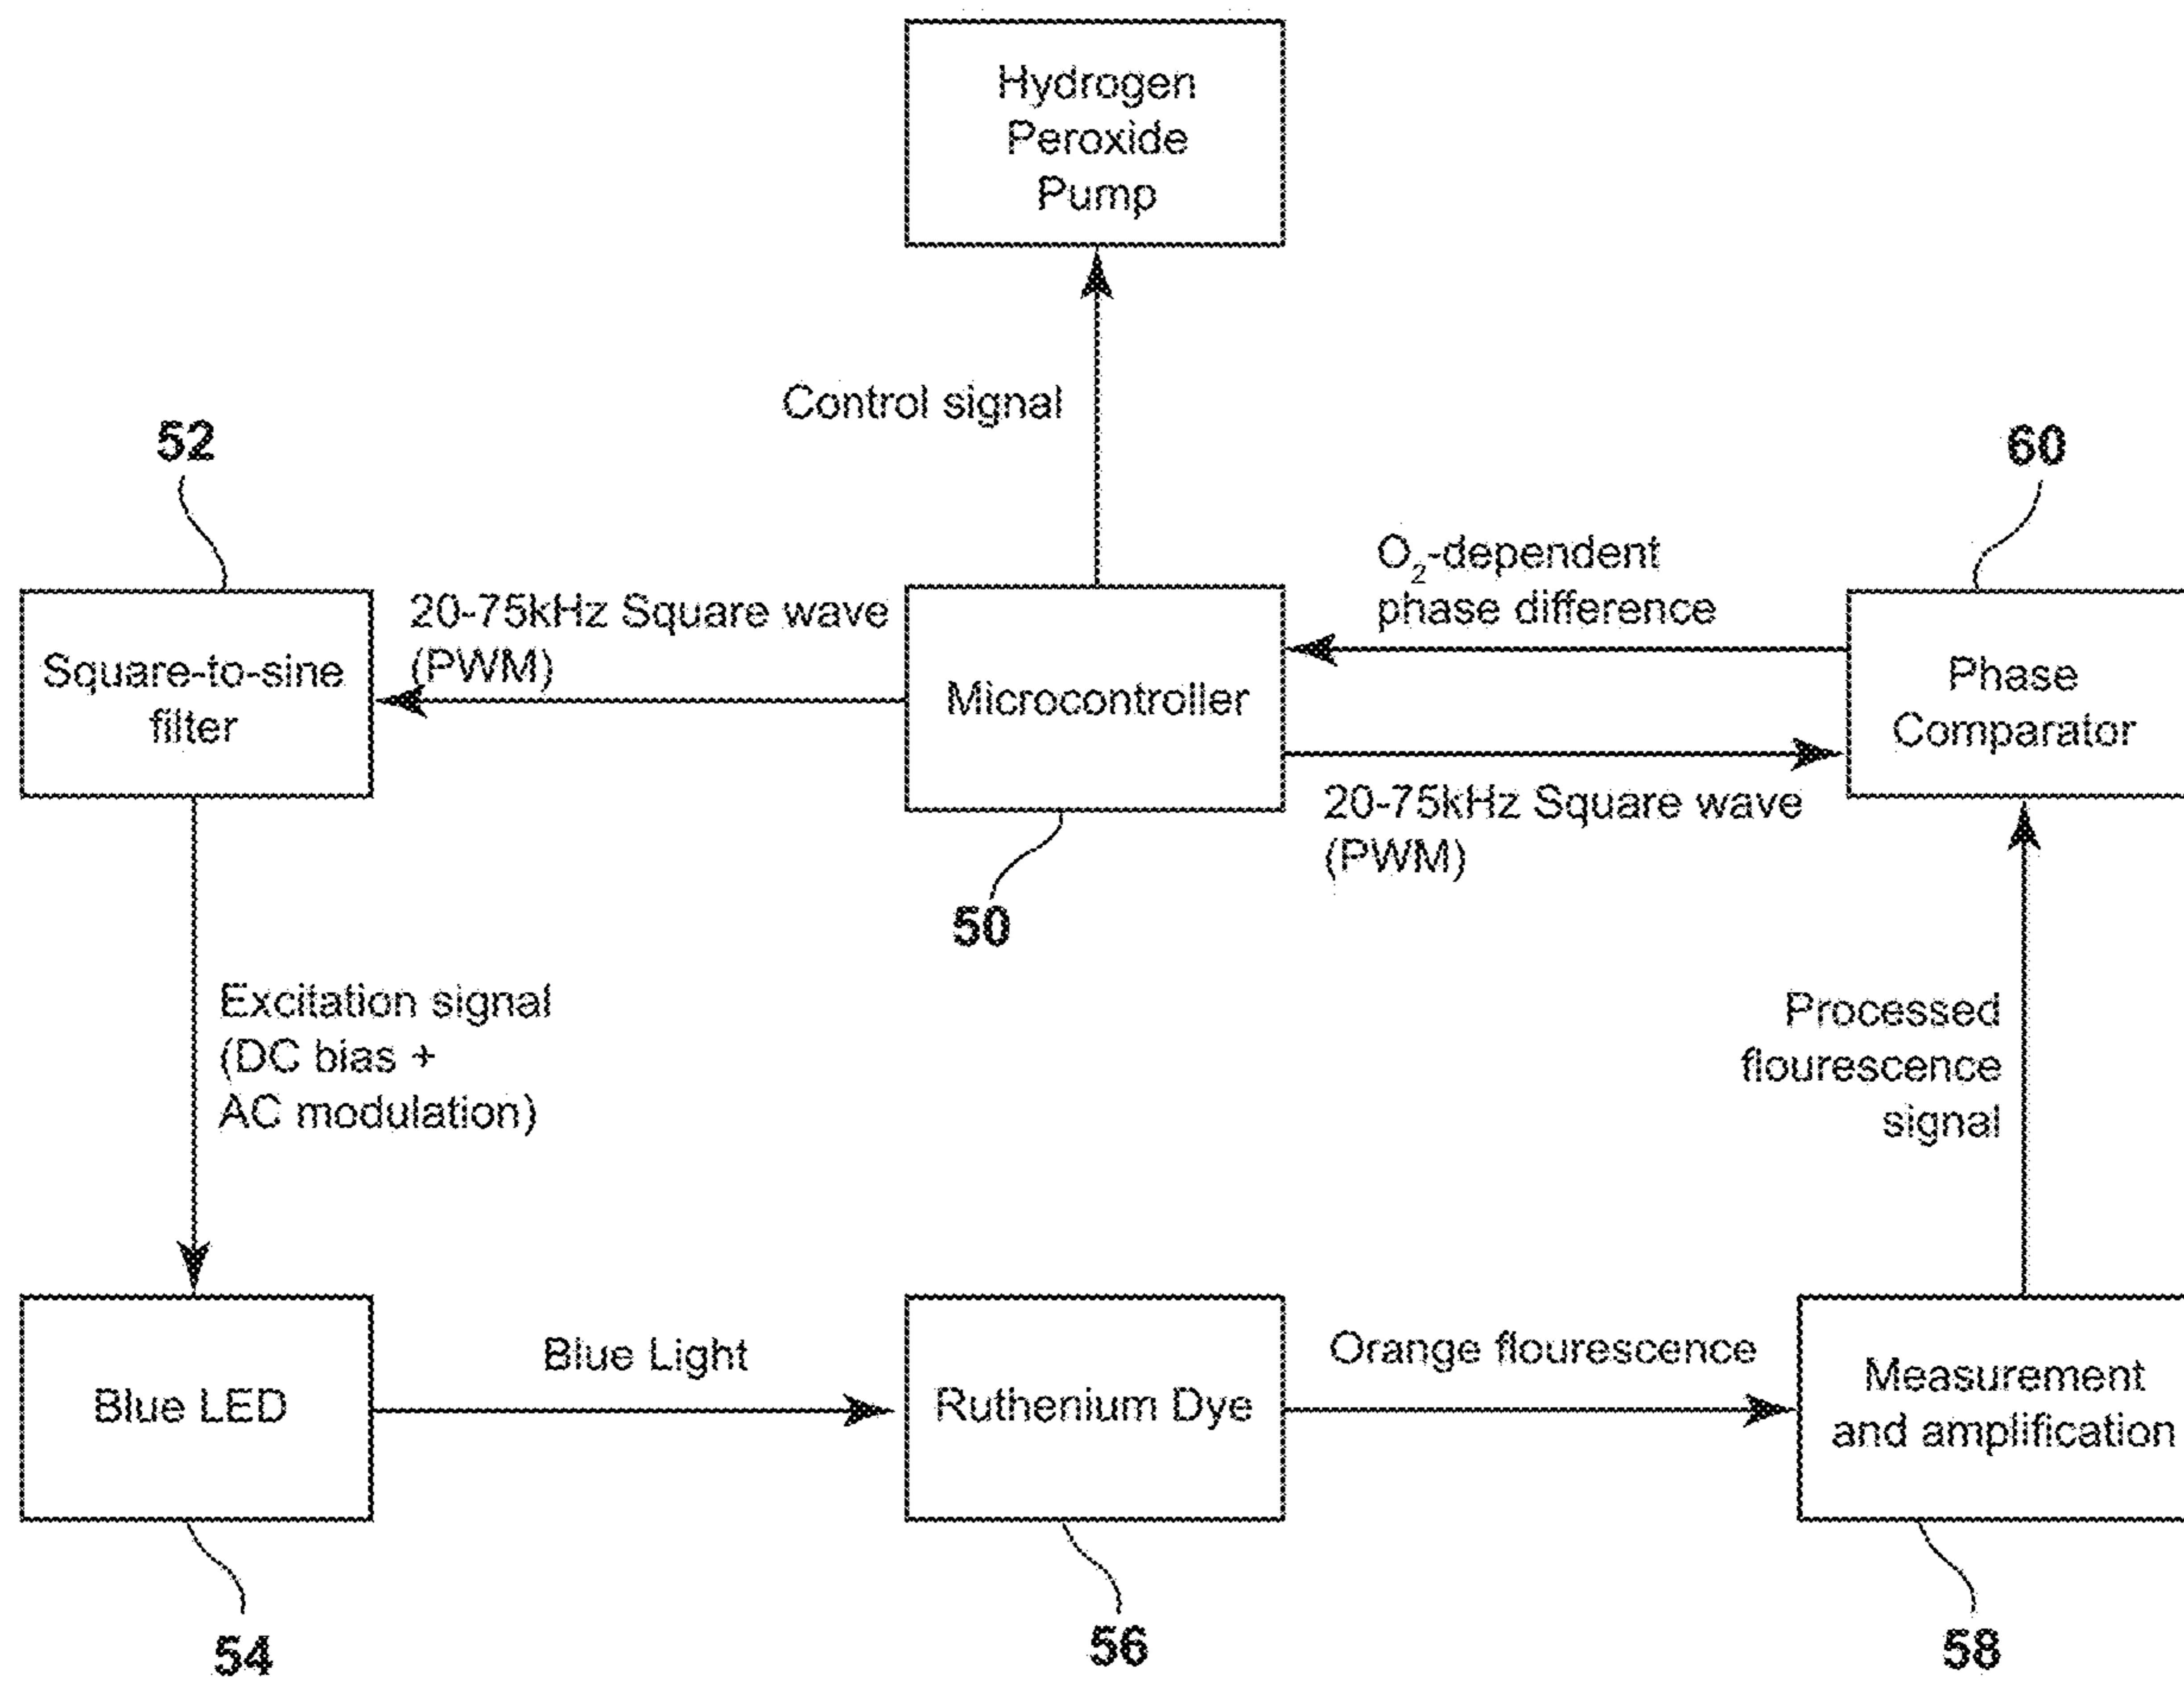 Hydrogen
Peroxide
Pump
Control signal
52
60
Square-to-sine
filter
20-75kHz Square wave
(PWM)
Microcontroller
O₂-dependent
phase difference
Phase
Comparator
20-75kHz Square wave
(PWM)
50
Excitation signal
(DC bias +
AC modulation)
Processed
flourescence
signal
Blue LED
Blue Light
Ruthenium Dye
Orange flourescence
Measurement
and amplification
54
56
58